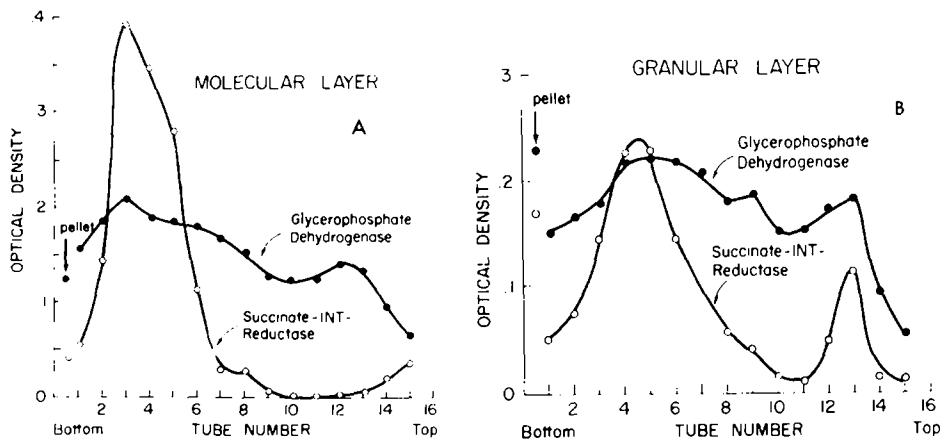 MOLECULAR LAYER
A
OPTICAL DENSITY
.4
3
2
1
0
pellet
Glycerophosphate
Dehydrogenase
Succinate-INT-
Reductase
2 4 6 8 10 12 14 16
Bottom TUBE NUMBER Top
GRANULAR LAYER
B
OPTICAL DENSITY
3
.2
.1
0
pellet
Glycerophosphate
Dehydrogenase
Succinate-INT-
Reductase
2 4 6 8 10 12 14 16
Bottom TUBE NUMBER Top